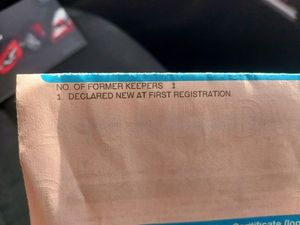 NO. OF FORMER KEEPERS 1
1. DECLARED NEW AT FIRST REGISTRATION.